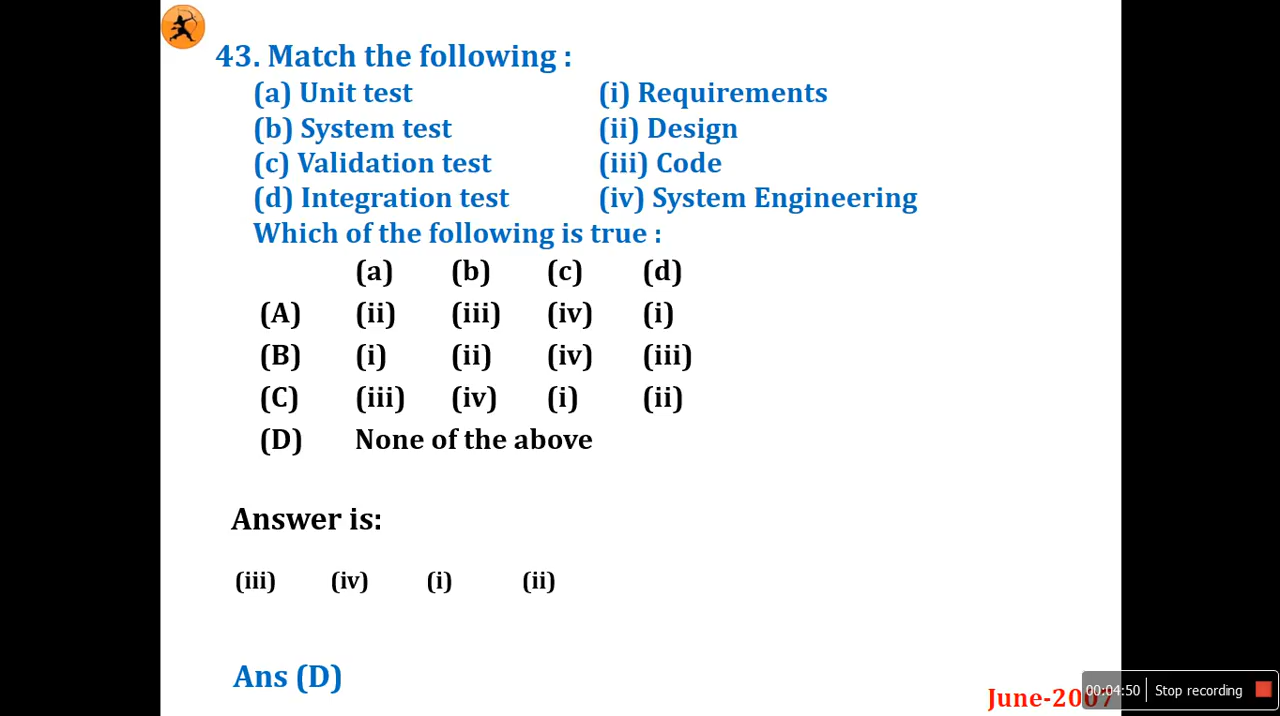 43. Match the following :
(a) Unit test (i) Requirements
(b) System test (ii) Design
(c) Validation test (iii) Code
(d) Integration test (iv) System Engineering
Which of the following is true :
(a) (b) (c) (d)
(A) (ii) (iii) (iv) (i)
(B) (i) (ii) (iv) (iii)
(C) (iii) (iv) (i) (ii)
(D) None of the above
Answer is:
(iii) (iv) (i) (ii)
Ans (D)
June-2007
00:04:50 Stop recording